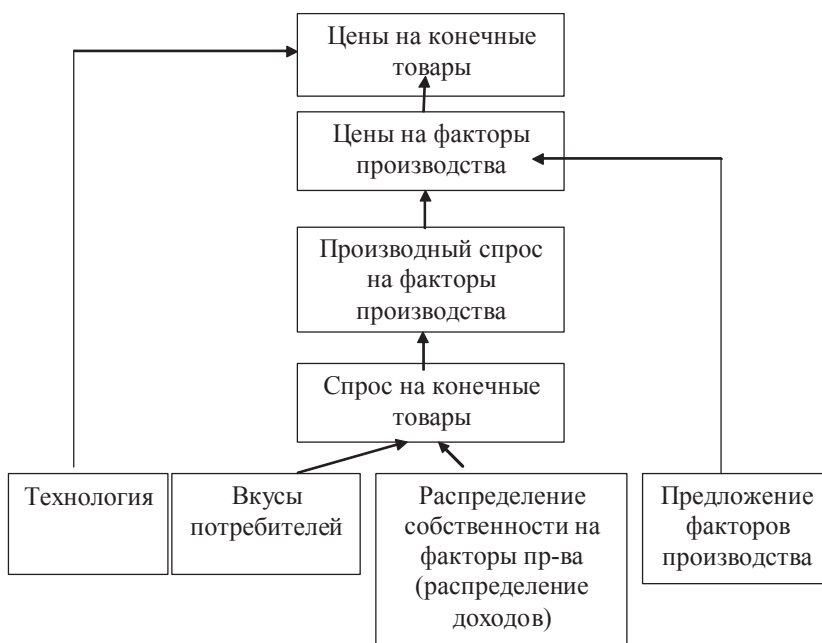 Цены на конечные
товары
Цены на факторы
производства
Производный спрос
на факторы
производства
Спрос на конечные
товары
Технология
Вкусы
потребителей
Распределение
собственности на
факторы пр-ва
(распределение
доходов)
Предложение
факторов
производства